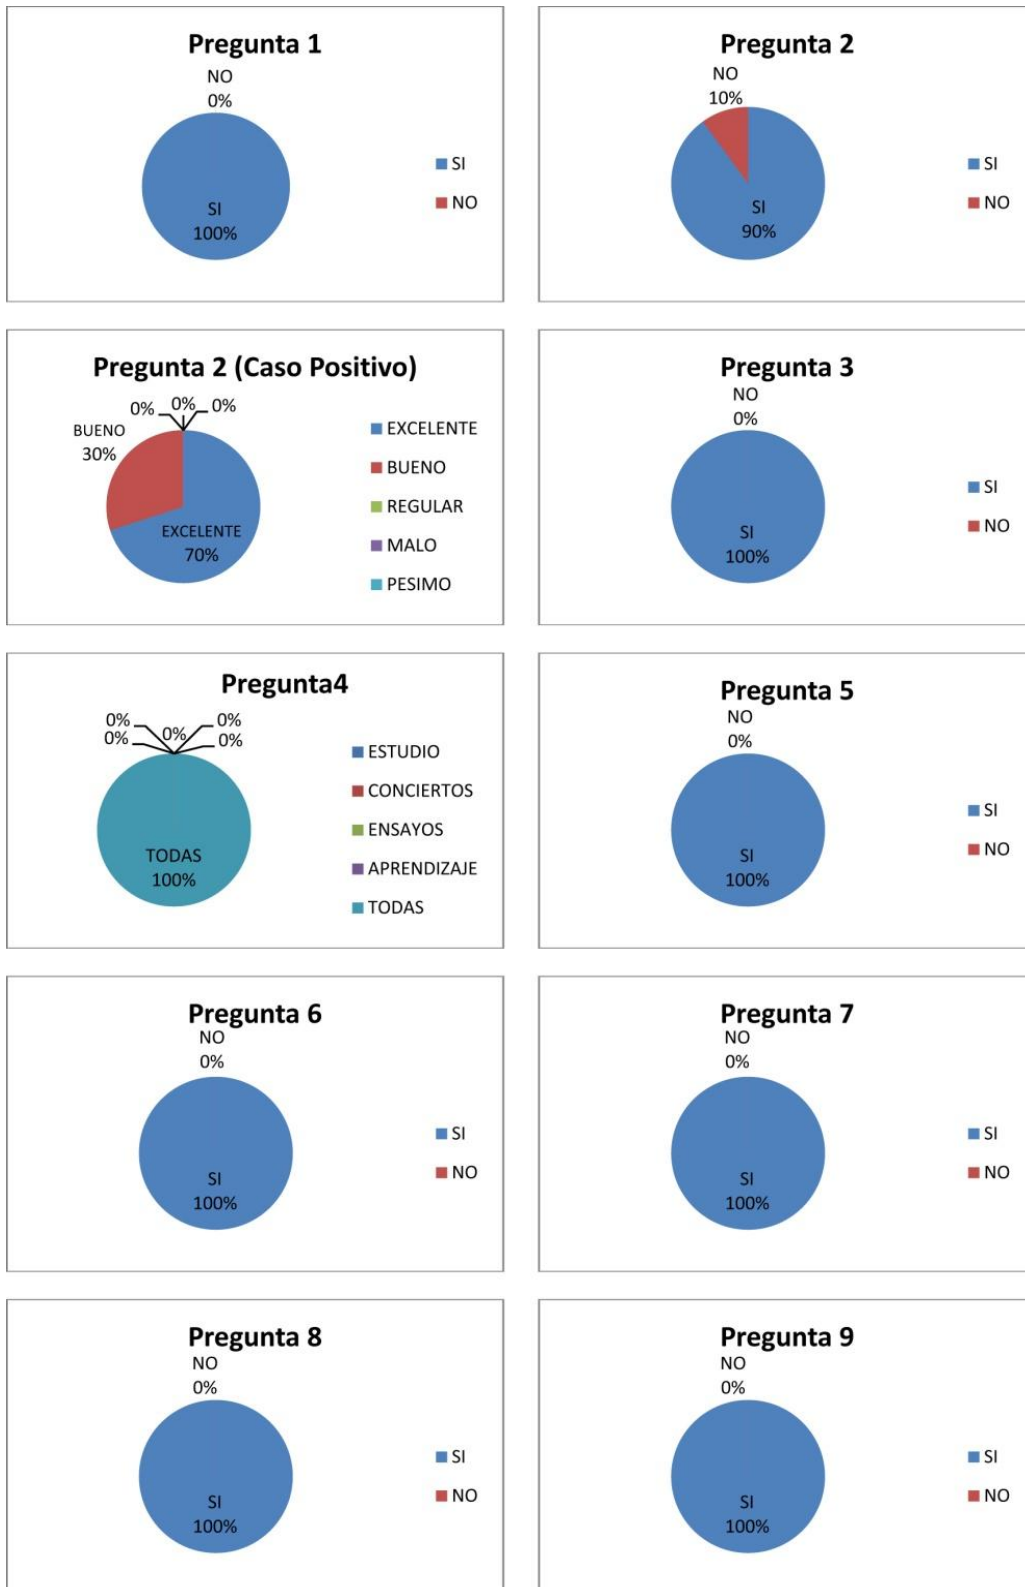 Pregunta 1
NO
0%
SI
100%
SI
NO
Pregunta 2
NO
10%
SI
90%
SI
NO
Pregunta 2 (Caso Positivo)
0%
0%
0%
BUENO
30%
EXCELENTE
70%
EXCELENTE
BUENO
REGULAR
MALO
PESIMO
Pregunta 3
NO
0%
SI
100%
SI
NO
Pregunta4
0%
0%
0%
0%
0%
TODAS
100%
ESTUDIO
CONCIERTOS
ENSAYOS
APRENDIZAJE
TODAS
Pregunta 5
NO
0%
SI
100%
SI
NO
Pregunta 6
NO
0%
SI
100%
SI
NO
Pregunta 7
NO
0%
SI
100%
SI
NO
Pregunta 8
NO
0%
SI
100%
SI
NO
Pregunta 9
NO
0%
SI
100%
SI
NO